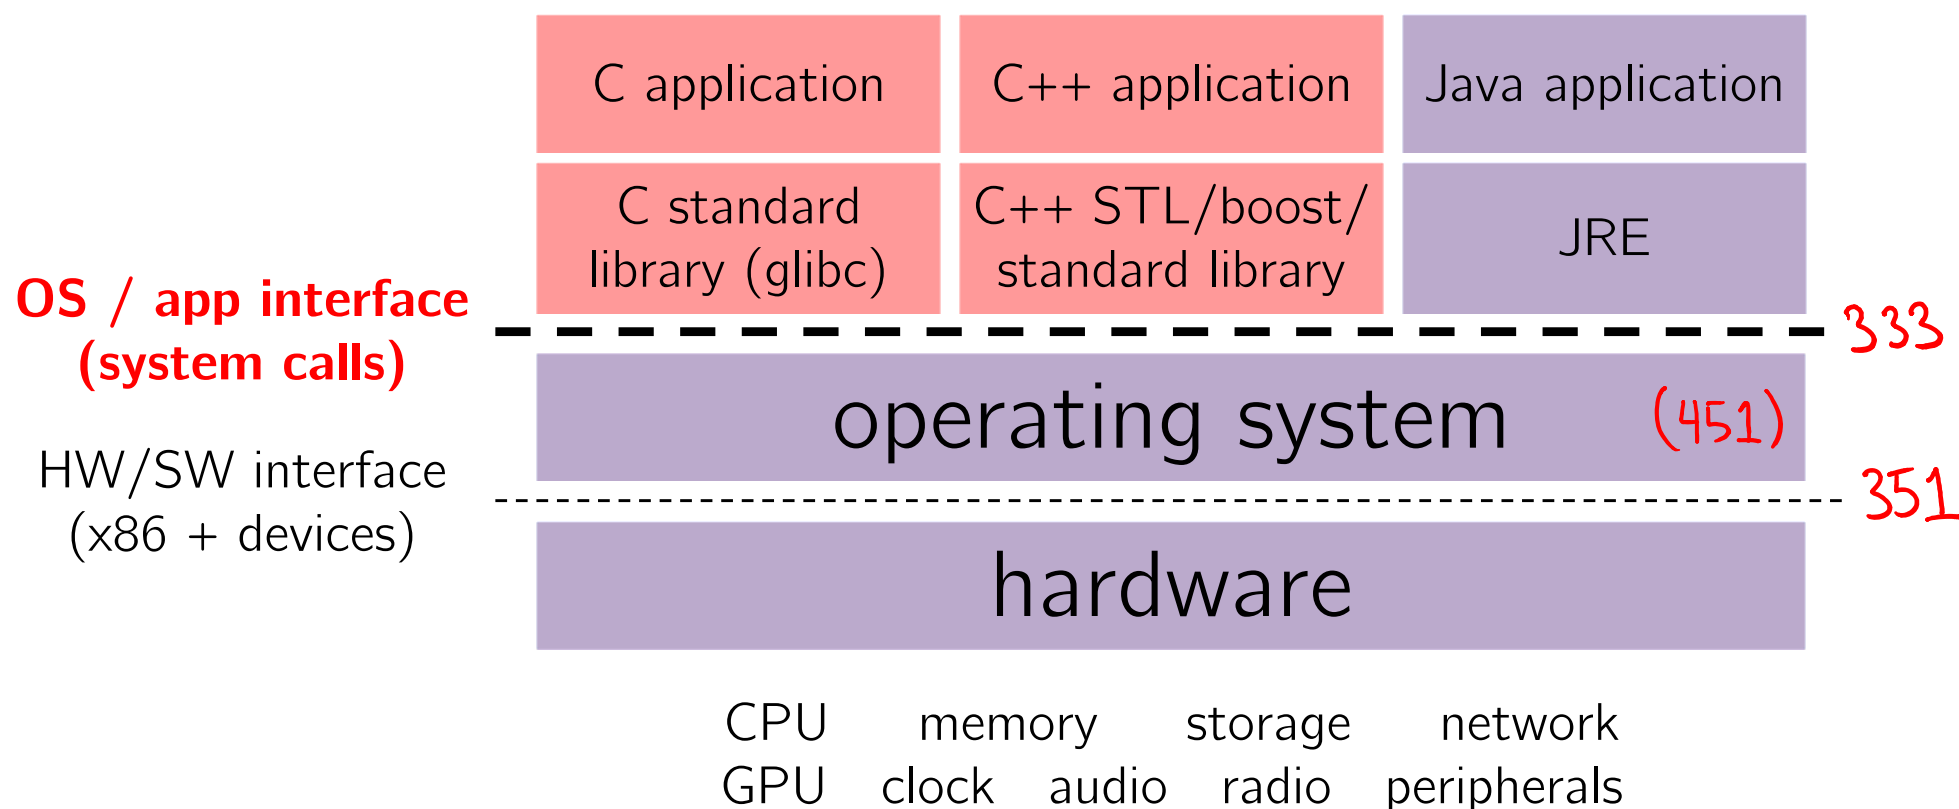 C application
C++ application
Java application
C standard
library (glibc)
C++ STL/boost/
standard library
JRE
OS / app interface
(system calls)
333
operating system
(451)
HW/SW interface
(x86 + devices)
351
hardware
CPU memory storage network
GPU clock audio radio peripherals